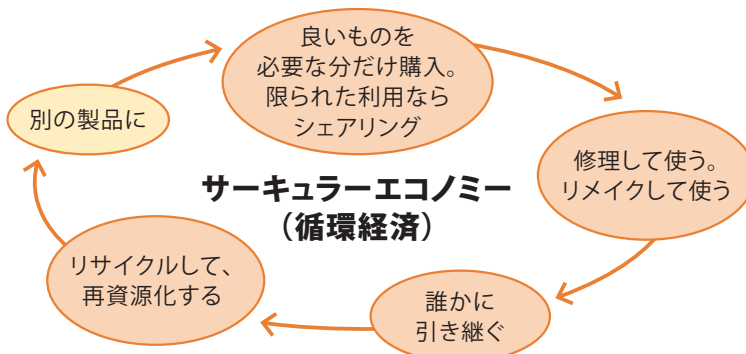 良いものを
必要な分だけ購入。
限られた利用なら
シェアリング
修理して使う。
リメイクして使う
誰かに
引き継ぐ
リサイクルして、
再資源化する
別の製品に
サーキュラーエコノミー
（循環経済）